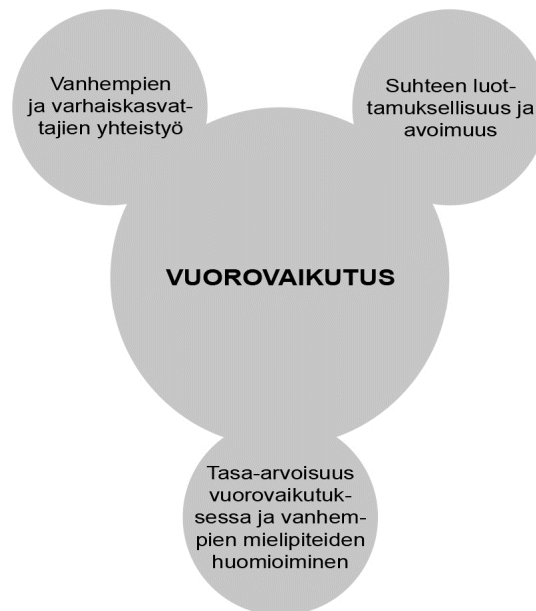 Vanhempien
ja varhaiskasvat-
tajien yhteistyö
Suhteen luot-
tamuksellisuus ja
avoimuus
VUOROVAIKUTUS
Tasa-arvoisuus
vuorovaikutuk-
sessa ja vanhem-
pien mielipiteiden
huomioiminen